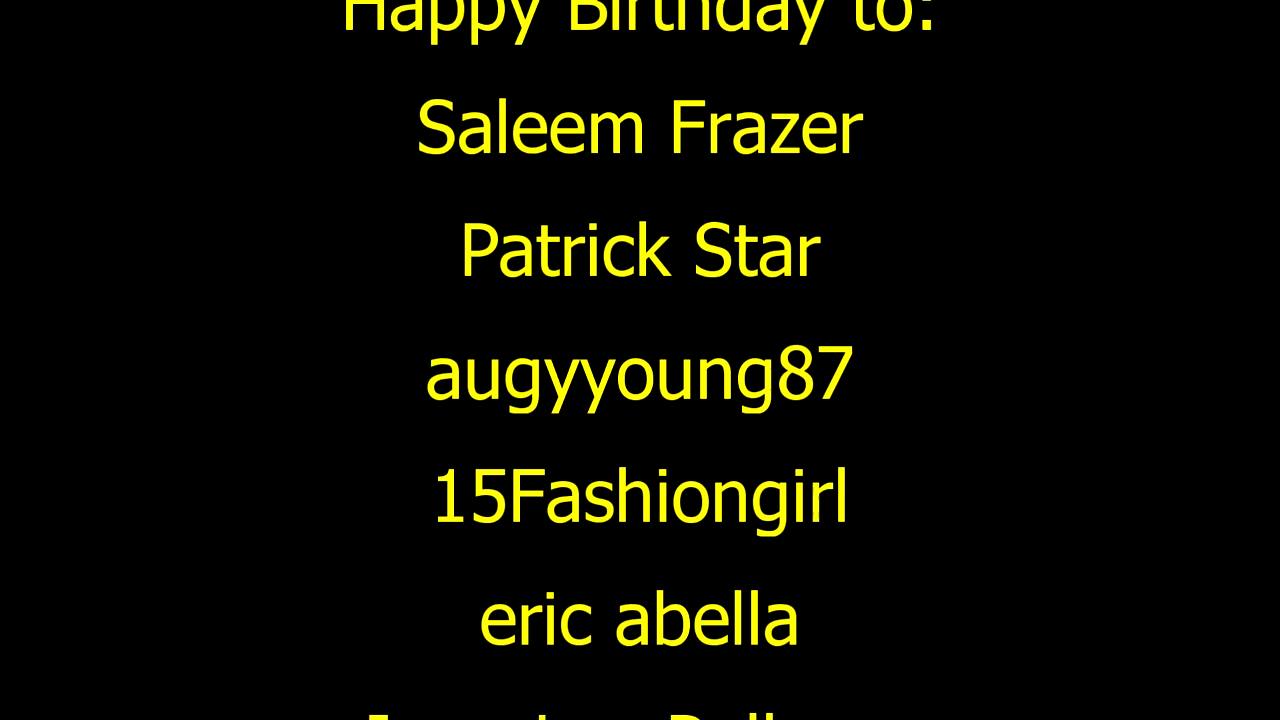 Happy Birthday to:
Saleem Frazer
Patrick Star
augyyoung87
15Fashiongirl
eric abella